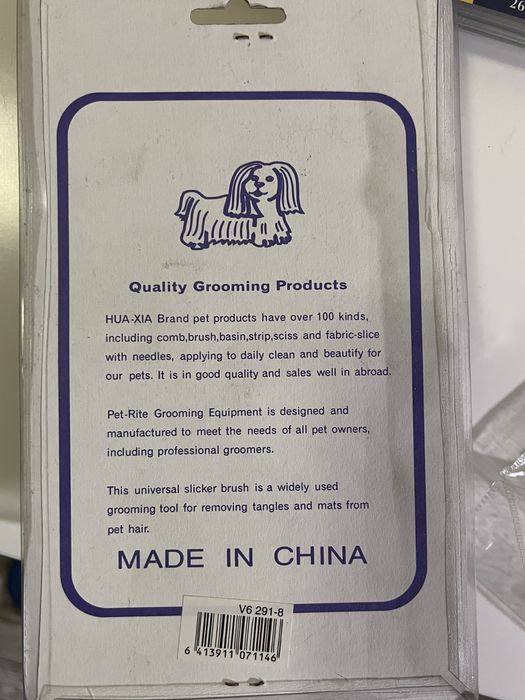 26
Quality Grooming Products
HUA-XIA Brand pet products have over 100 kinds,
including comb,brush,basin,strip,sciss and fabric-slice
with needles, applying to daily clean and beautify for
our pets. It is in good quality and sales well in abroad.
Pet-Rite Grooming Equipment is designed and
manufactured to meet the needs of all pet owners,
including professional groomers.
This universal slicker brush is a widely used
grooming tool for removing tangles and mats from
pet hair.
MADE IN CHINA
V6 291-8
6 413911 071146